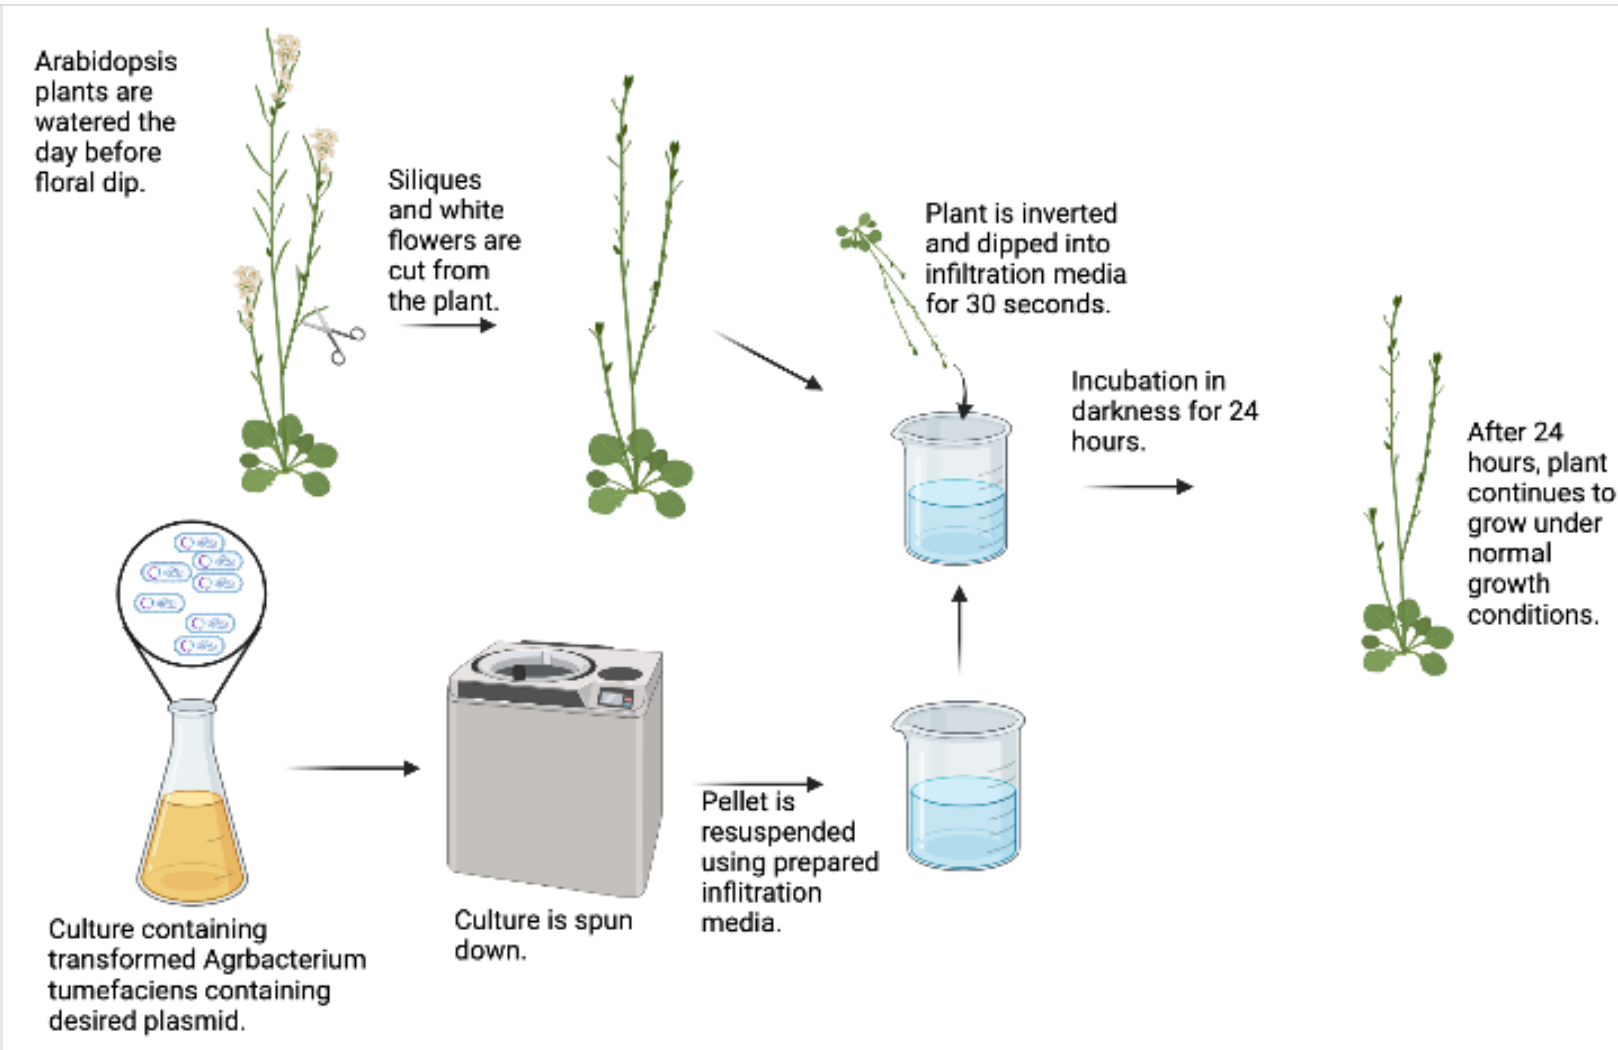 Arabidopsis
plants are
watered the
day before
floral dip.
Siliques
and white
flowers are
cut from
the plant.
Plant is inverted
and dipped into
infiltration media
for 30 seconds.
Incubation in
darkness for 24
hours.
After 24
hours, plant
continues to
grow under
normal
growth
conditions.
Culture containing
transformed Agrbacterium
tumefaciens containing
desired plasmid.
Culture is spun
down.
Pellet is
resuspended
using prepared
inflitration
media.